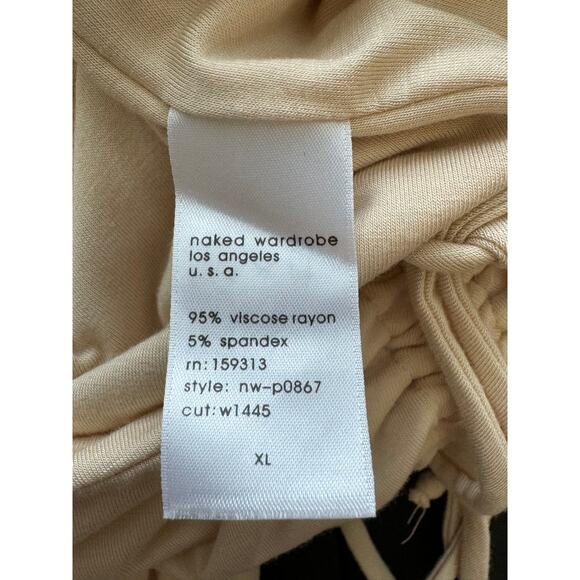 naked wardrobe
los angeles
u. s. a.
95% viscose rayon
5% spandex
rn: 159313
style: nw-p0867
cut: w1445
XL